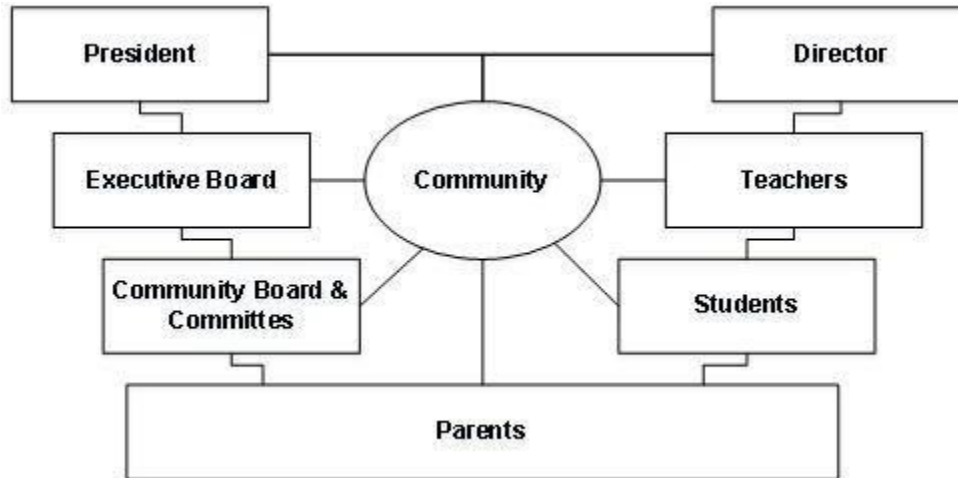 President
Director
Executive Board
Community
Teachers
Community Board &
Committes
Students
Parents